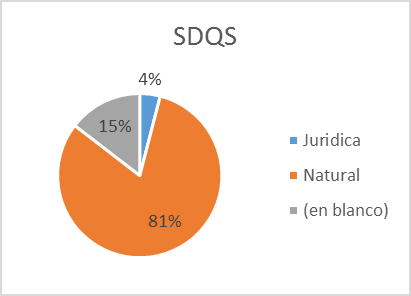 SDQS
4%
15%
81%
Juridica
Natural
(en blanco)